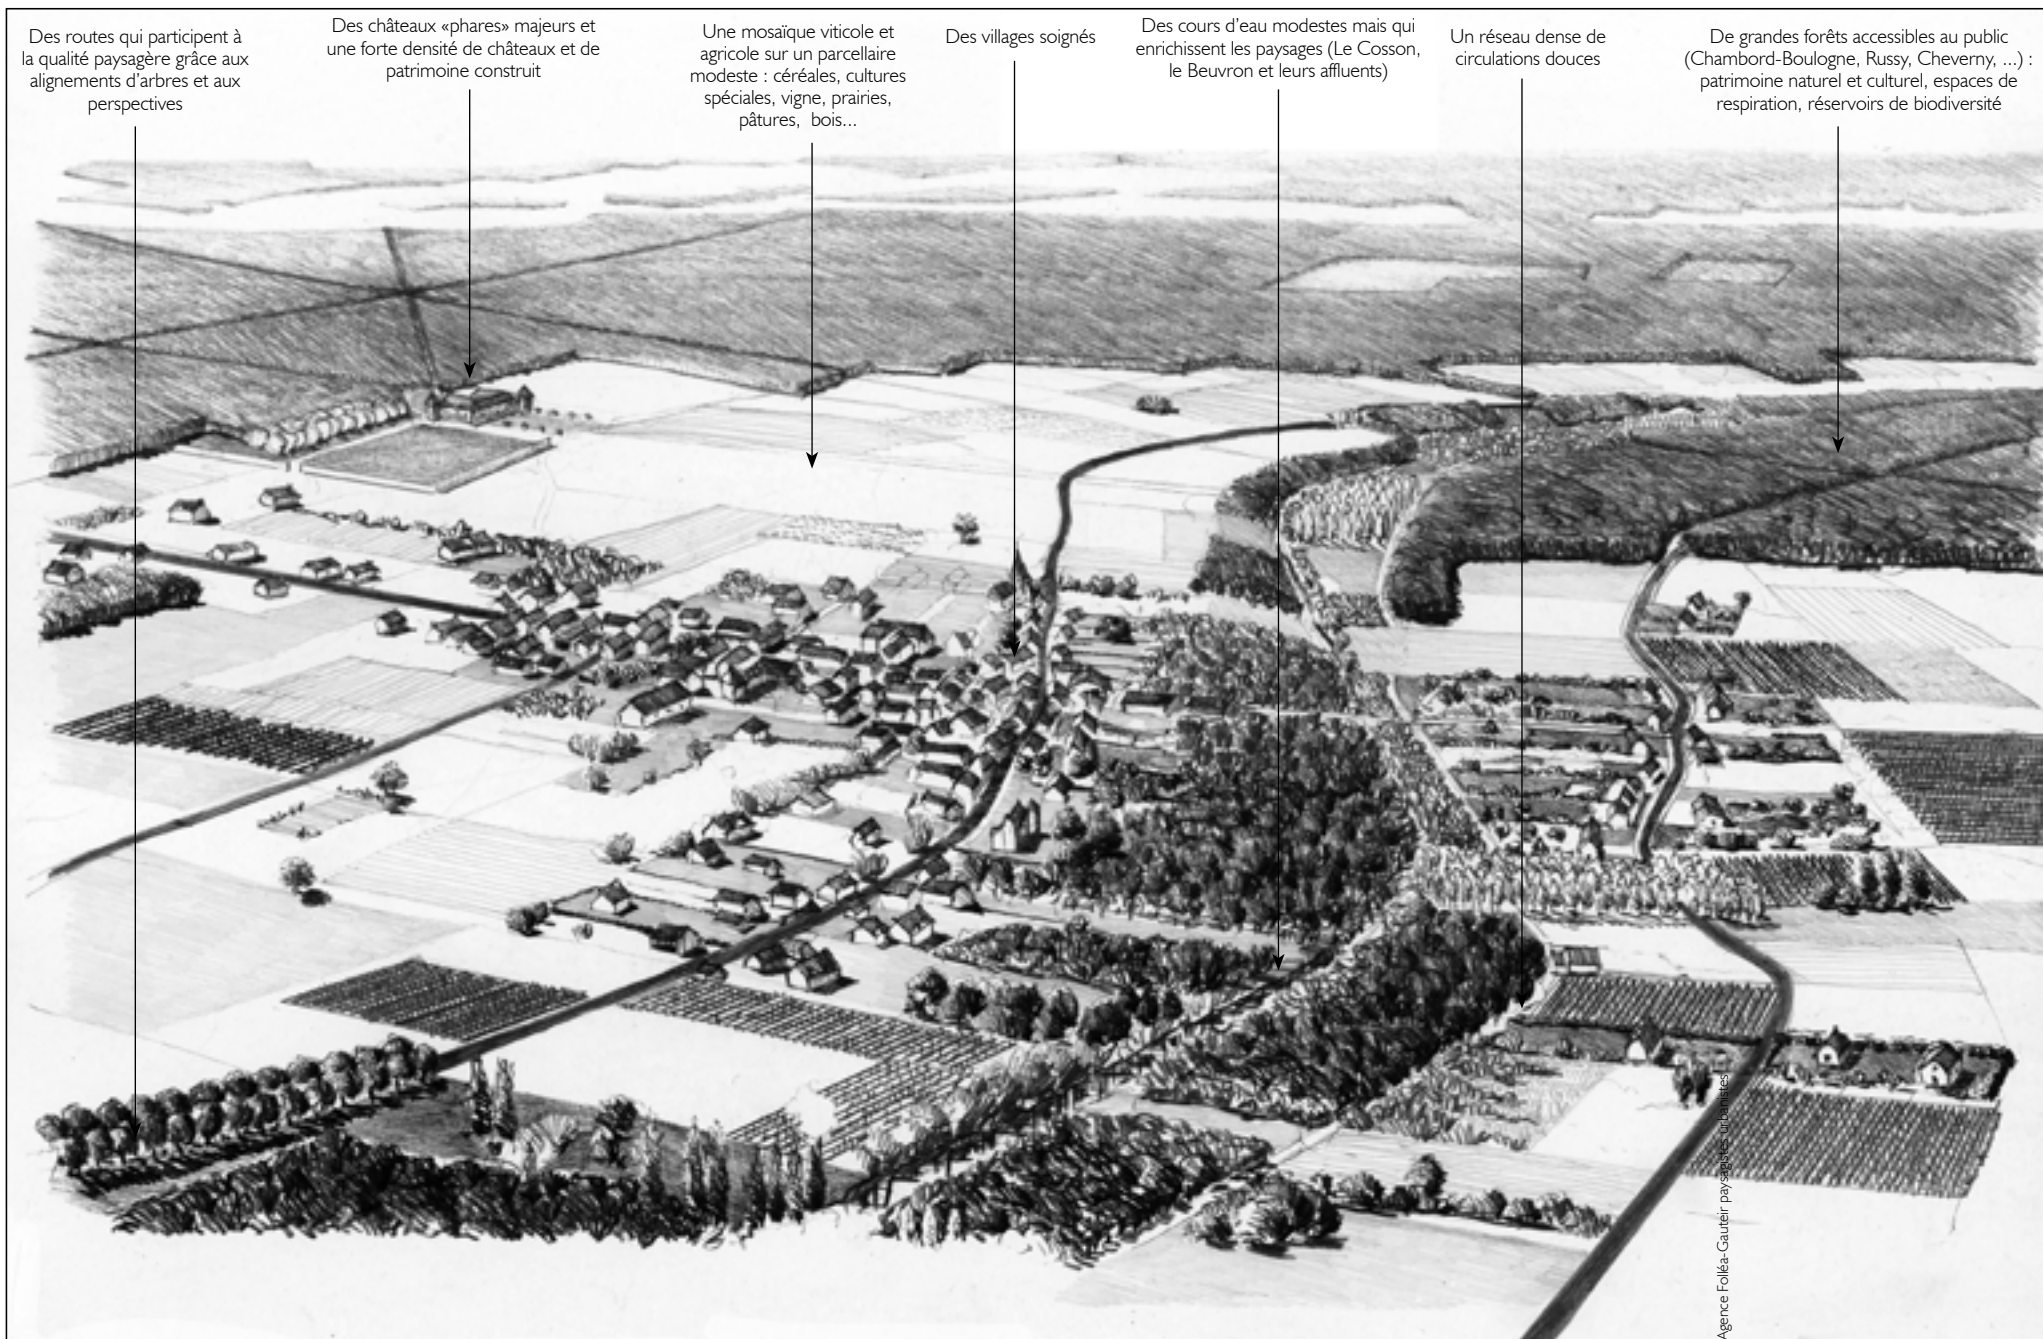 Des routes qui participent à
la qualité paysagère grâce aux
alignements d'arbres et aux
perspectives
Des châteaux «phares» majeurs et
une forte densité de châteaux et de
patrimoine construit
Une mosaïque viticole et
agricole sur un parcellaire
modeste : céréales, cultures
spéciales, vigne, prairies,
pâtures, bois...
Des villages soignés
Des cours d'eau modestes mais qui
enrichissent les paysages (Le Cosson,
le Beuvron et leurs affluents)
Un réseau dense de
circulations douces
De grandes forêts accessibles au public
(Chambord-Boulogne, Russy, Cheverny, ...) :
patrimoine naturel et culturel, espaces de
respiration, réservoirs de biodiversité
Agence Folléa-Gauteir paysagistes urbanistes